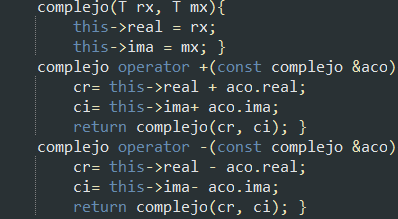 complejo(T rx, T mx){
this->real = rx;
this->ima = mx; }
complejo operator +(const complejo &aco)
cr= this->real + aco.real;
ci= this->ima+ aco.ima;
return complejo(cr, ci); }
complejo operator -(const complejo &aco)
cr= this->real - aco.real;
ci= this->ima- aco.ima;
return complejo(cr, ci); }